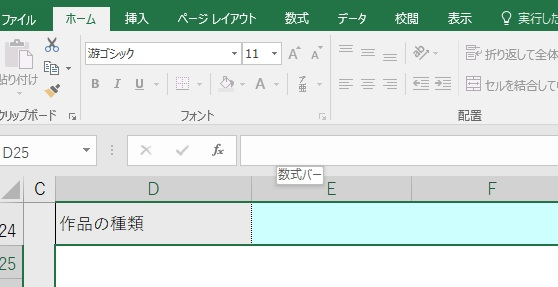 ファイル ホーム 挿入 ページ レイアウト 数式 データ 校閲 表示 実行した
貼り付け 游ゴシック 11 A A 折り返して全体
B I U A セルを結合して
クリップボード フォント 配置
D25 fx
数式バー
C D E F
24 作品の種類
25